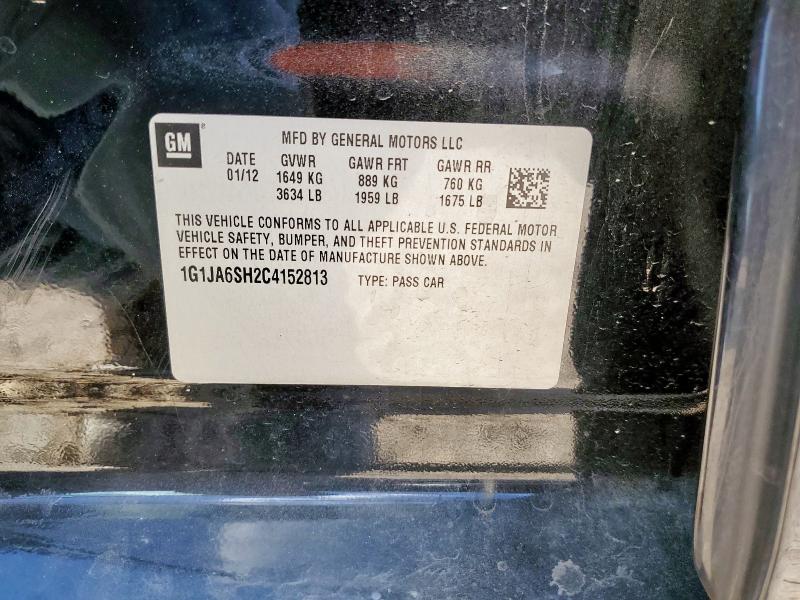 GM
MFD BY GENERAL MOTORS LLC
DATE GVWR GAWR FRT GAWR RR
01/12 1649 KG 889 KG 760 KG
3634 LB 1959 LB 1675 LB
THIS VEHICLE CONFORMS TO ALL APPLICABLE U.S. FEDERAL MOTOR
VEHICLE SAFETY, BUMPER, AND THEFT PREVENTION STANDARDS IN
EFFECT ON THE DATE OF MANUFACTURE SHOWN ABOVE.
1G1JA6SH2C4152813 TYPE: PASS CAR